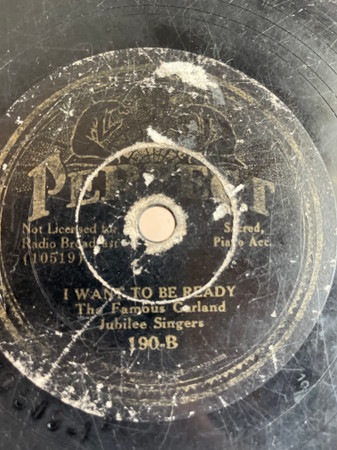 PERFECT
Not Licensed for
Radio Broadcast
(10519)
Sacred,
Piano Acc.
I WANT TO BE READY
The Famous Garland
Jubilee Singers
190-B